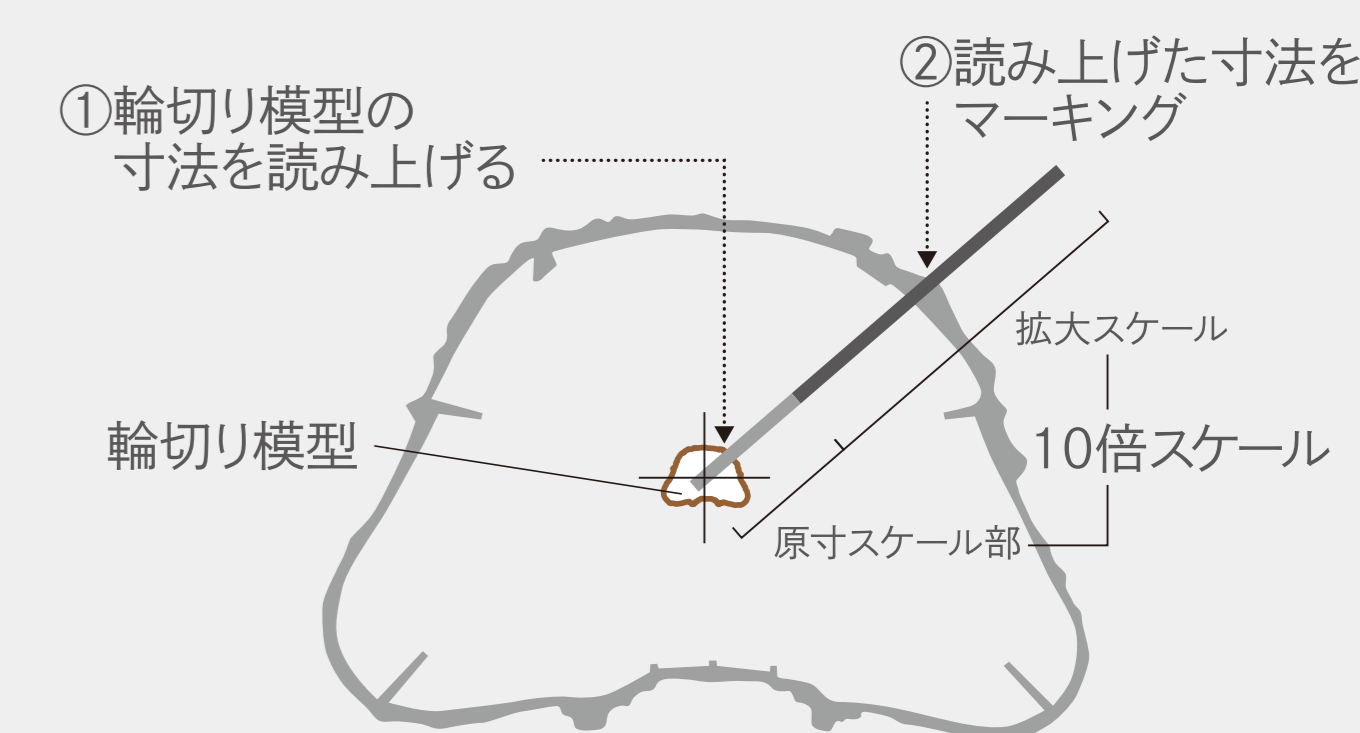 ①輪切り模型の
寸法を読み上げる
②読み上げた寸法を
マーキング
拡大スケール
輪切り模型
10倍スケール
原寸スケール部